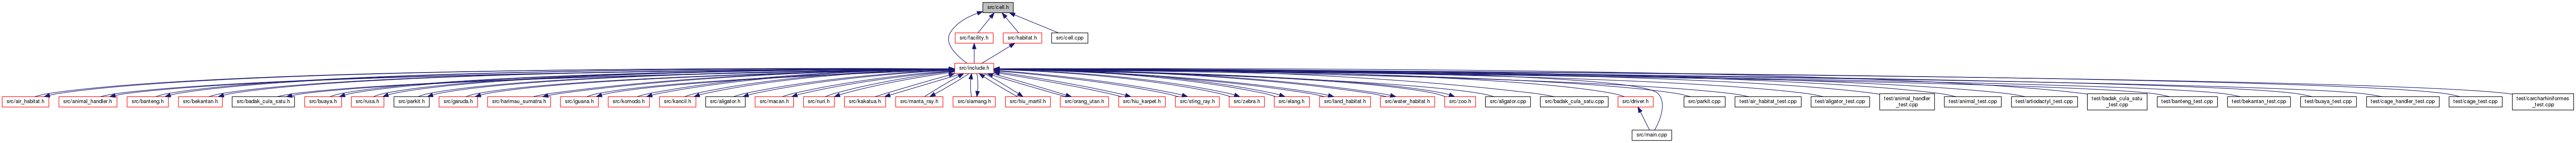 src/cell.h
src/facility.h
src/habitat.h
src/cell.cpp
src/include.h
src/air_habitat.h
src/animal_handler.h
src/banteng.h
src/bekantan.h
src/badak_cula_satu.h
src/buaya.h
src/rusa.h
src/parkit.h
src/garuda.h
src/harimau_sumatra.h
src/iguana.h
src/komodo.h
src/kancil.h
src/aligator.h
src/macan.h
src/nuri.h
src/kakatua.h
src/manta_ray.h
src/siamang.h
src/hiu_martil.h
src/orang_utan.h
src/hiu_karpet.h
src/sting_ray.h
src/zebra.h
src/elang.h
src/land_habitat.h
src/water_habitat.h
src/zoo.h
src/aligator.cpp
src/badak_cula_satu.cpp
src/driver.h
src/parkit.cpp
test/air_habitat_test.cpp
test/aligator_test.cpp
test/animal_handler
_test.cpp
test/animal_test.cpp
test/artiodactyl_test.cpp
test/badak_cula_satu
_test.cpp
test/banteng_test.cpp
test/bekantan_test.cpp
test/buaya_test.cpp
test/cage_handler_test.cpp
test/cage_test.cpp
test/carcharhiniformes
_test.cpp
src/main.cpp